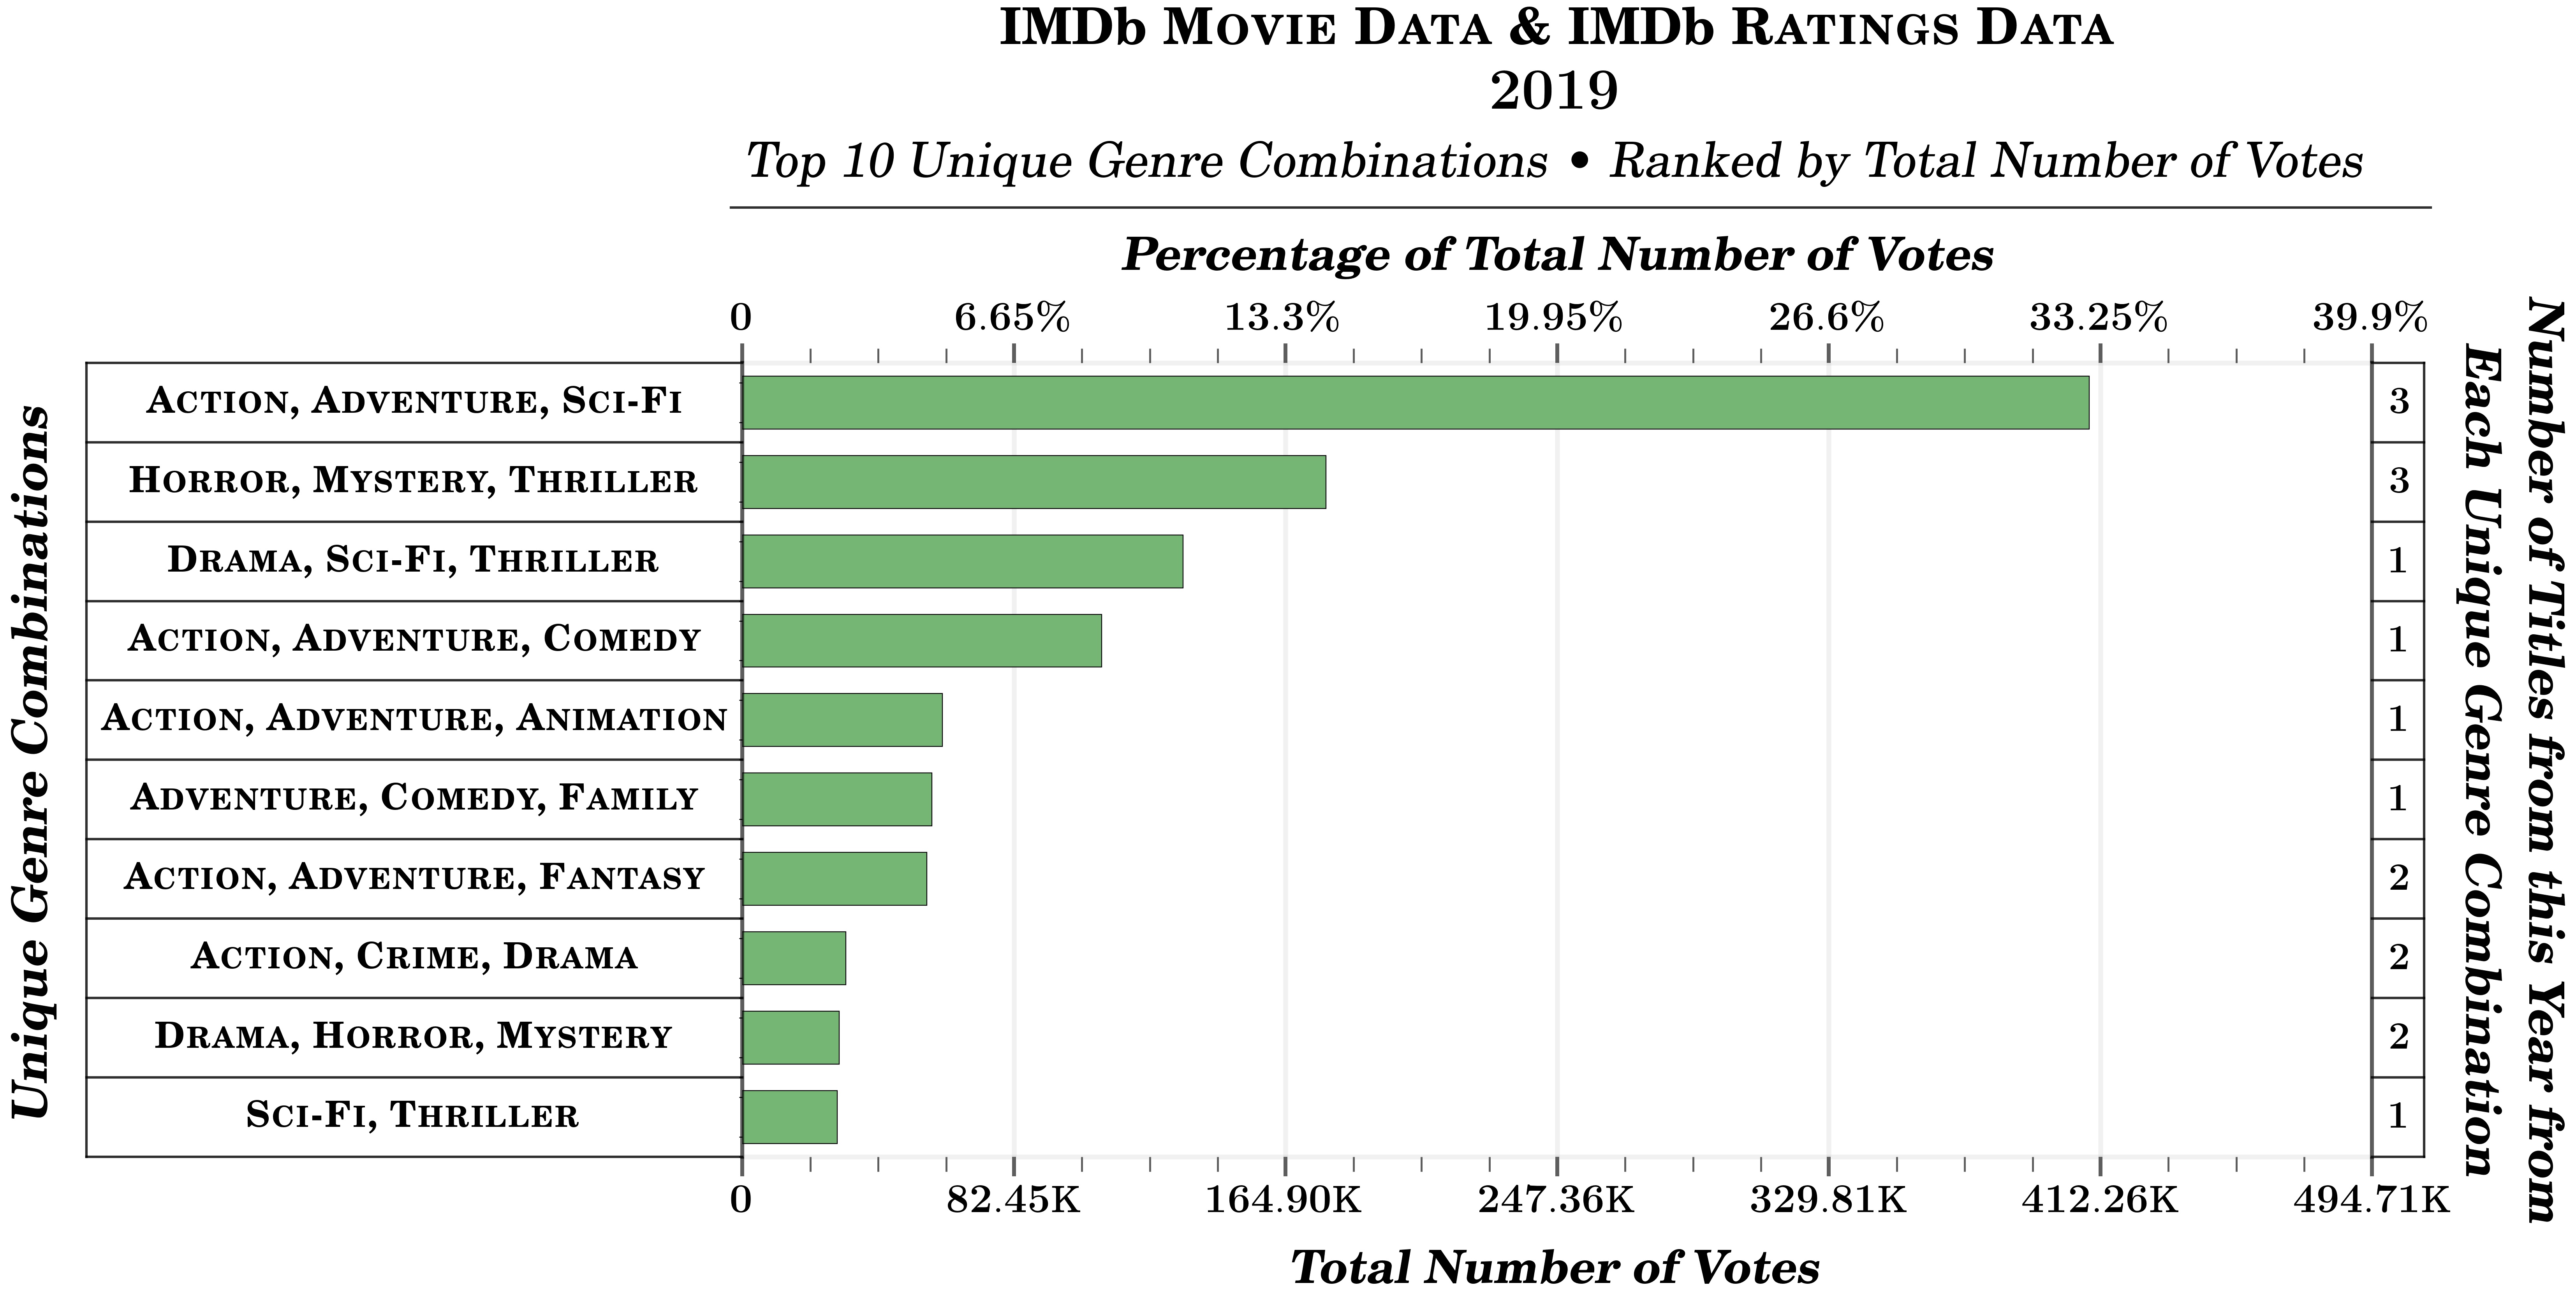 IMDb Movie Data & IMDb Ratings Data
2019
Top 10 Unique Genre Combinations • Ranked by Total Number of Votes
Percentage of Total Number of Votes
0 6.65% 13.3% 19.95% 26.6% 33.25% 39.9%
Unique Genre Combinations
Action, Adventure, Sci-Fi 3
Horror, Mystery, Thriller 3
Drama, Sci-Fi, Thriller 1
Action, Adventure, Comedy 1
Action, Adventure, Animation 1
Adventure, Comedy, Family 1
Action, Adventure, Fantasy 2
Action, Crime, Drama 2
Drama, Horror, Mystery 2
Sci-Fi, Thriller 1
Number of Titles from this Year from
Each Unique Genre Combination
0 82.45K 164.90K 247.36K 329.81K 412.26K 494.71K
Total Number of Votes